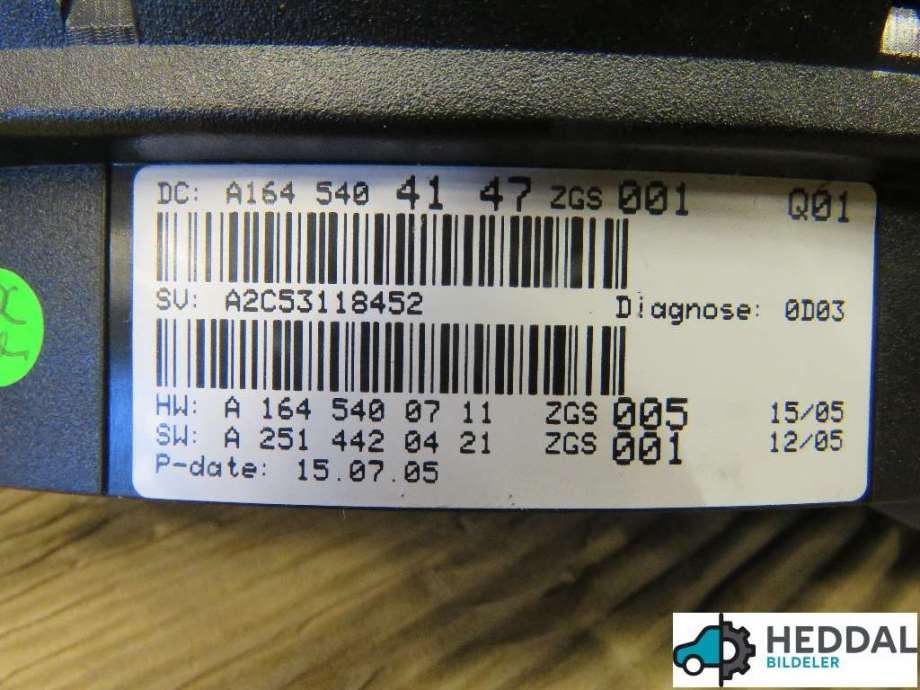 DC: A164 540 41 47 ZGS 001 Q01
SV: A2C53118452 Diagnose: 0D03
HW: A 164 540 07 11 ZGS 005 15/05
SW: A 251 442 04 21 ZGS 001 12/05
P-date: 15.07.05
HEDDAL
BILDELER